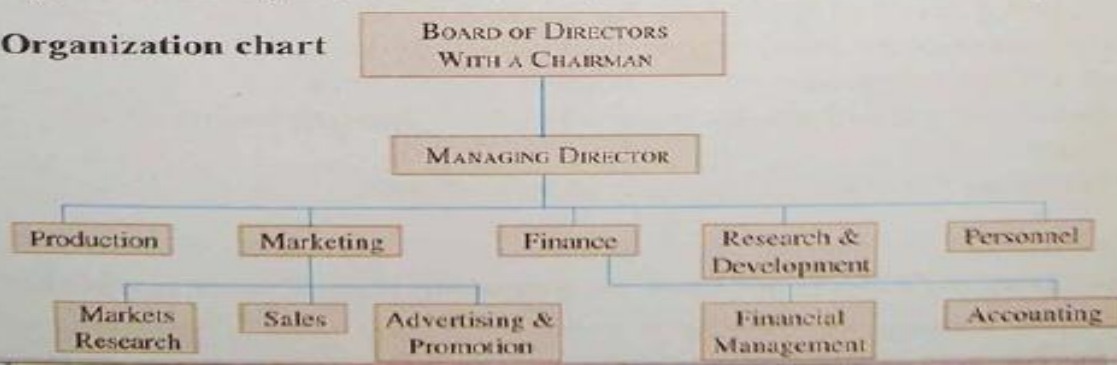 Organization chart
BOARD OF DIRECTORS
WITH A CHAIRMAN
MANAGING DIRECTOR
Production
Marketing
Finance
Research &
Development
Personnel
Markets
Research
Sales
Advertising &
Promotion
Financial
Management
Accounting